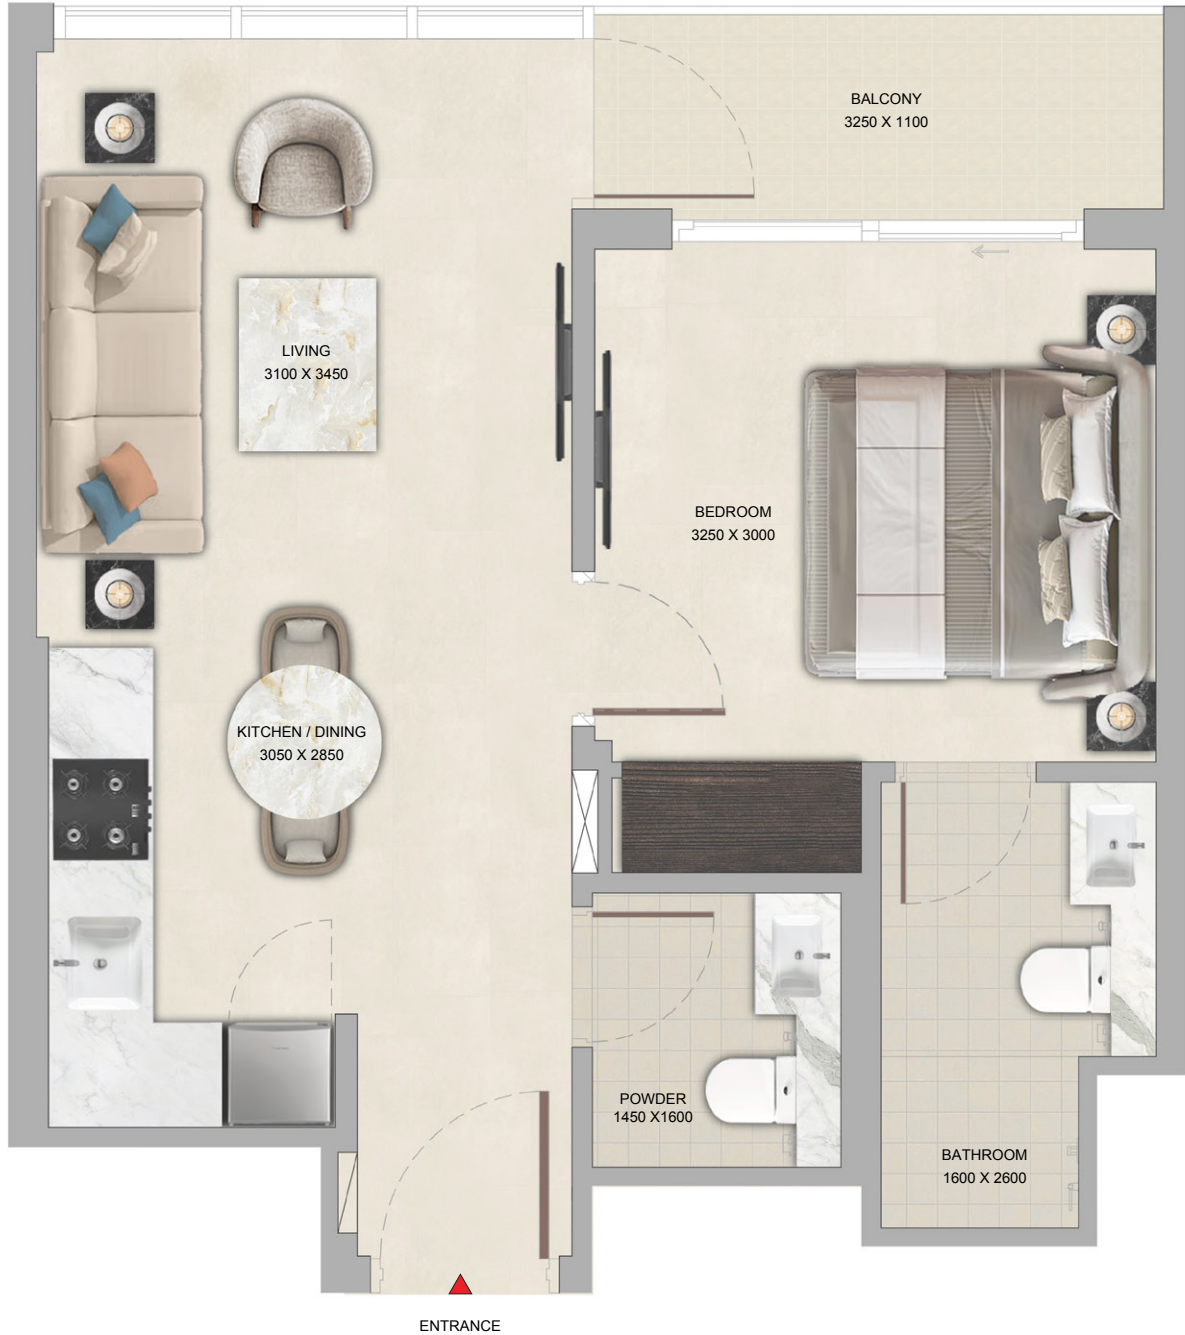 BALCONY
3250 X 1100
LIVING
3100 X 3450
BEDROOM
3250 X 3000
KITCHEN / DINING
3050 X 2850
POWDER
1450 X1600
BATHROOM
1600 X 2600
ENTRANCE